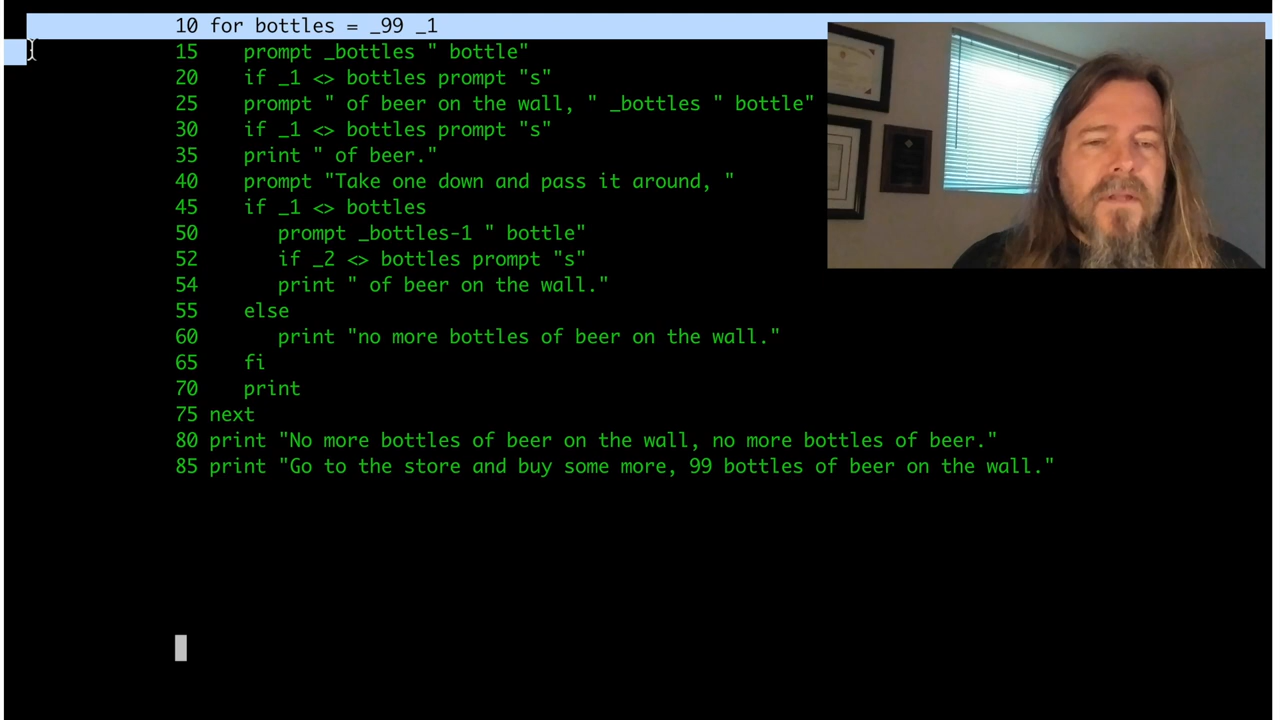 10 for bottles = _99 _1
15    prompt _bottles " bottle"
20    if _1 <> bottles prompt "s"
25    prompt " of beer on the wall, " _bottles " bottle"
30    if _1 <> bottles prompt "s"
35    print " of beer."
40    prompt "Take one down and pass it around, "
45    if _1 <> bottles
50       prompt _bottles-1 " bottle"
52       if _2 <> bottles prompt "s"
54       print " of beer on the wall."
55    else
60       print "no more bottles of beer on the wall."
65    fi
70    print
75 next
80 print "No more bottles of beer on the wall, no more bottles of beer."
85 print "Go to the store and buy some more, 99 bottles of beer on the wall."